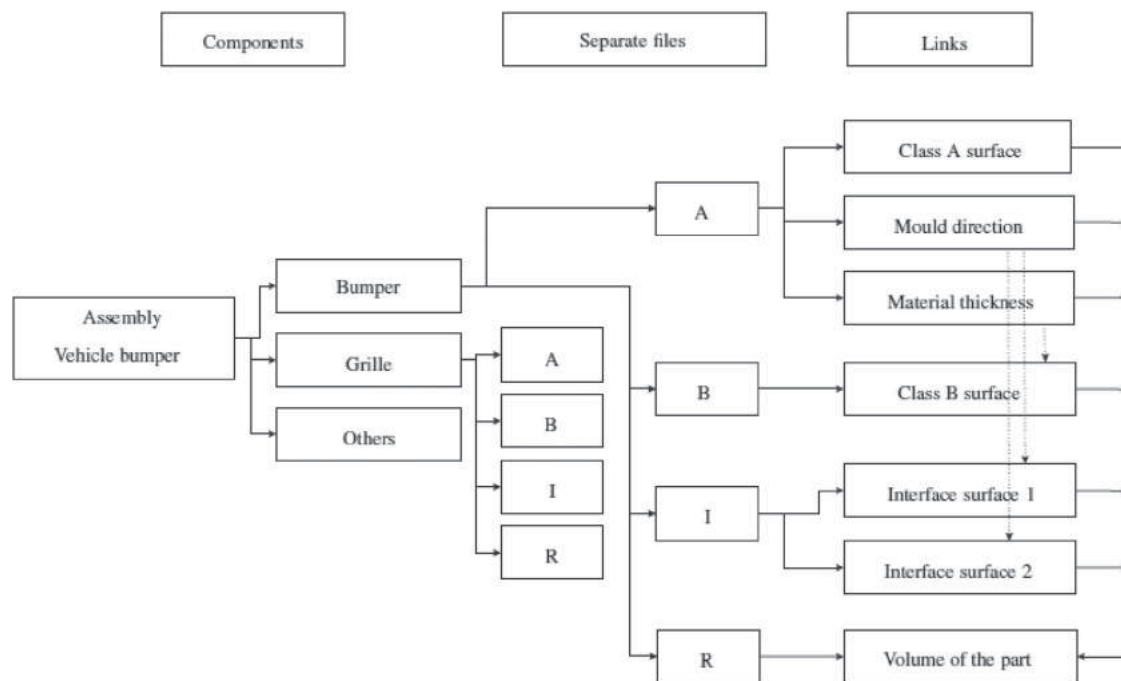 Components
Separate files
Links
Class A surface
A
Mould direction
Bumper
Material thickness
Assembly
Vehicle bumper
Grille
A
B
Class B surface
B
Others
I
Interface surface 1
I
R
Interface surface 2
R
Volume of the part